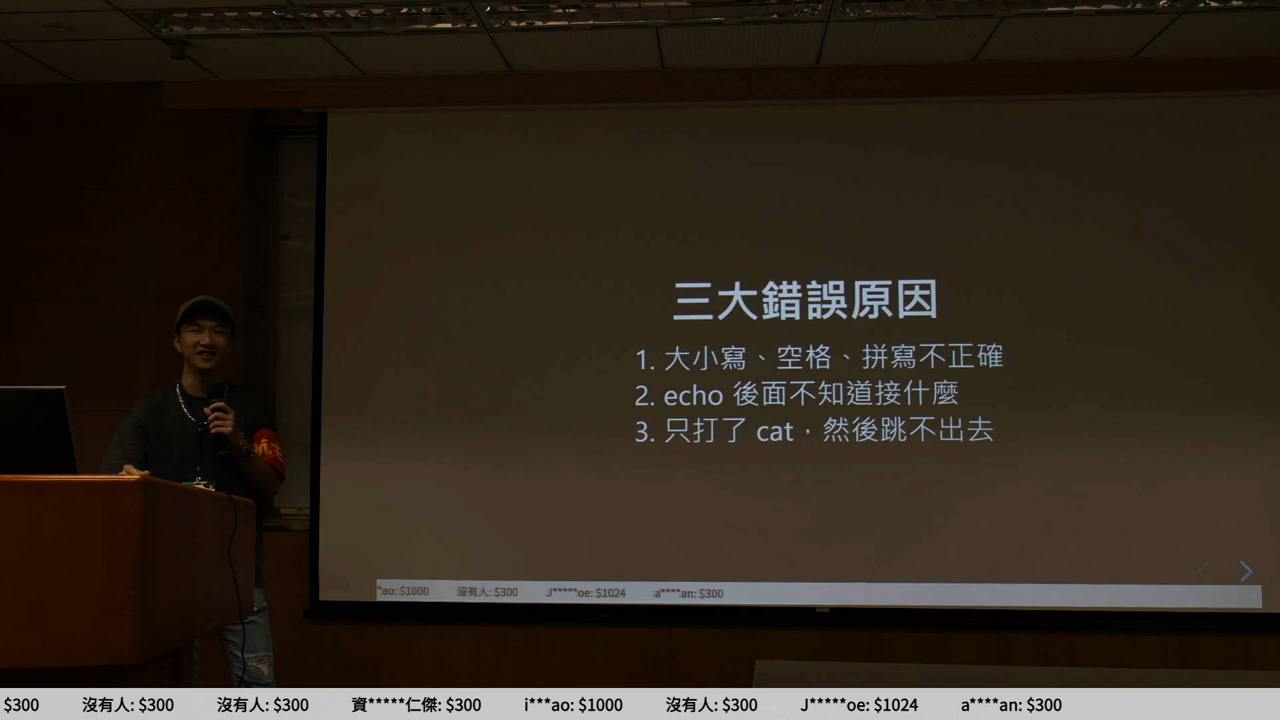 三大錯誤原因
1. 大小寫、空格、拼寫不正確
2. echo 後面不知道接什麼
3. 只打了 cat，然後跳不出去
*ao: $1000 沒有人: $300 J*****oe: $1024 a****an: $300
$300 沒有人: $300 沒有人: $300 資*****仁傑: $300 i***ao: $1000 沒有人: $300 J*****oe: $1024 a****an: $300